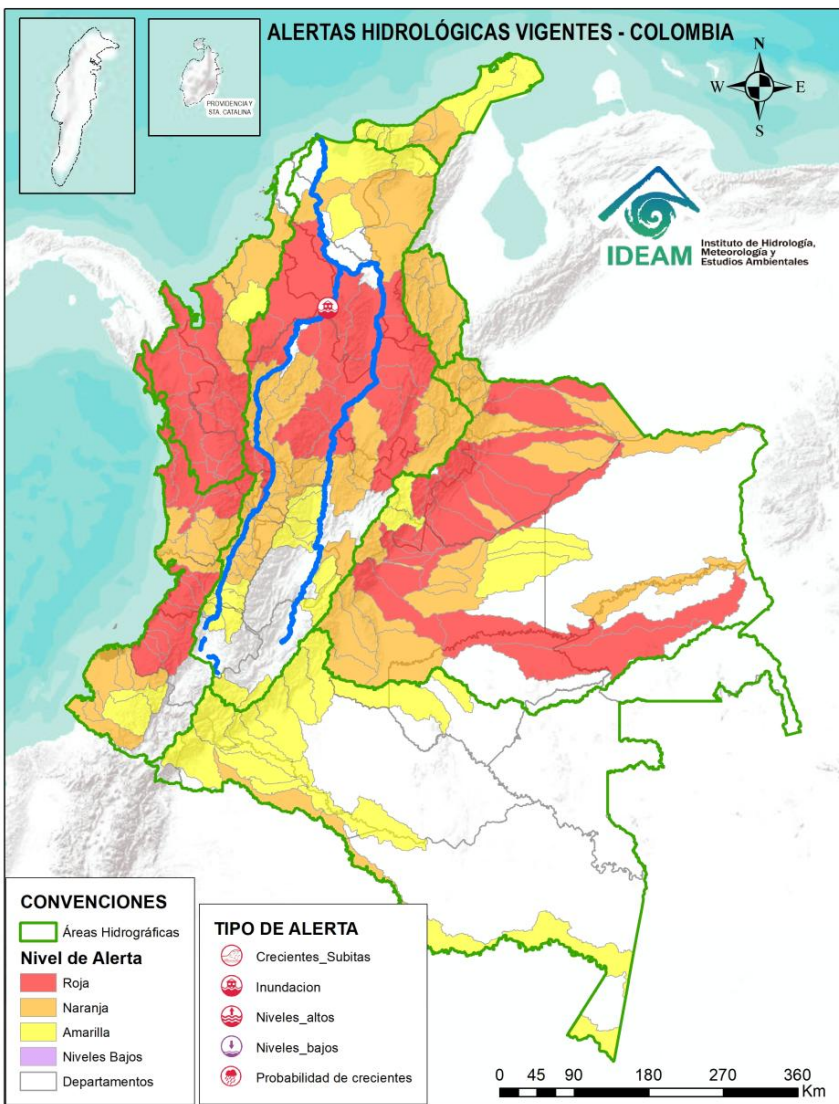 ALERTAS HIDROLÓGICAS VIGENTES - COLOMBIA
PROVIDENCIA Y
STA. CATALINA
N
W
E
S
IDEAM
Instituto de Hidrología,
Meteorología y
Estudios Ambientales
CONVENCIONES
Áreas Hidrográficas
Nivel de Alerta
Roja
Naranja
Amarilla
Niveles Bajos
Departamentos
TIPO DE ALERTA
Crecientes_Subitas
Inundacion
Niveles_altos
Niveles_bajos
Probabilidad de crecientes
0 45 90 180 270 360
Km